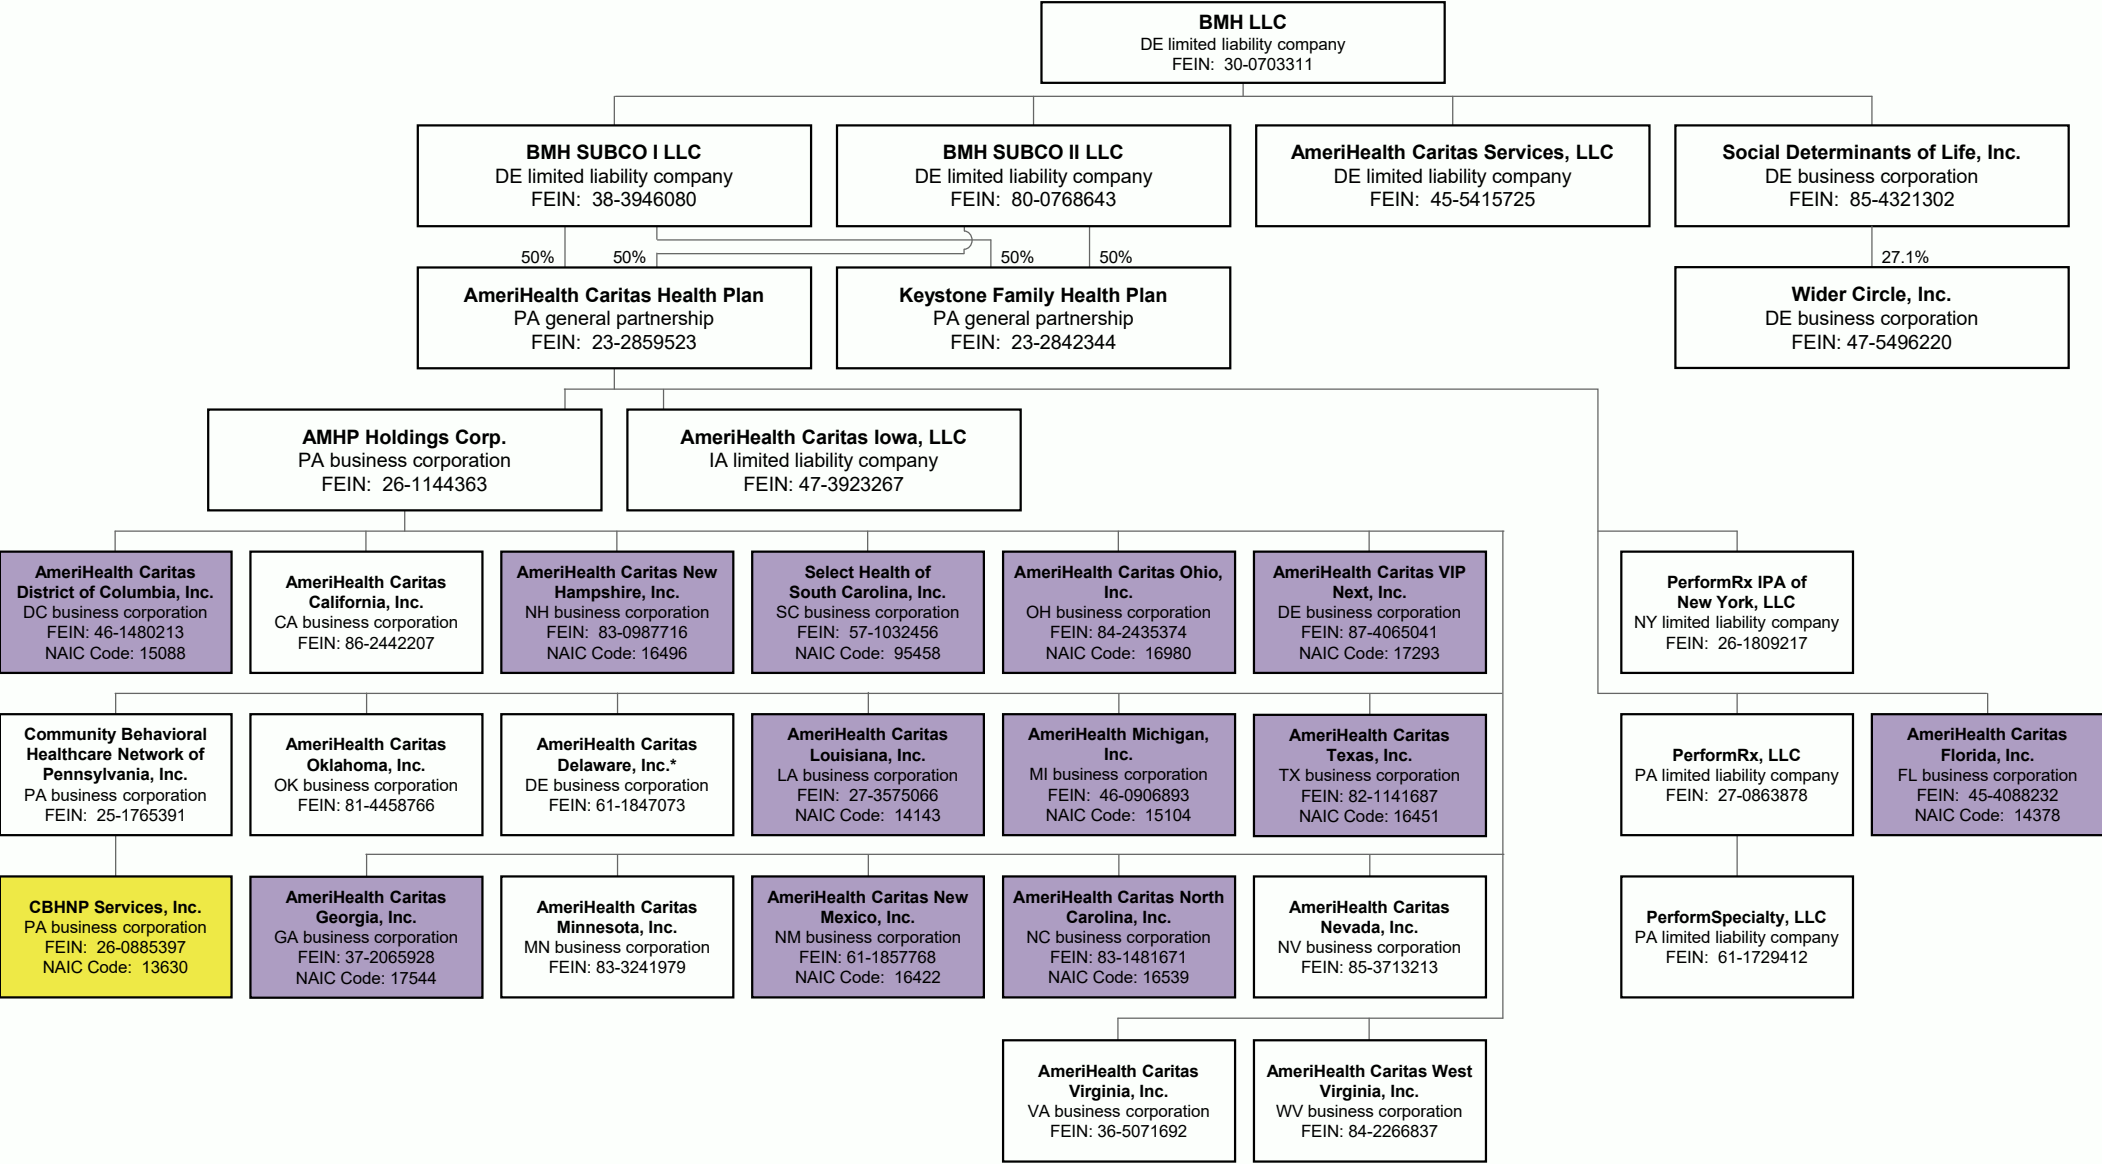 BMH LLC
DE limited liability company
FEIN: 30-0703311
BMH SUBCO I LLC
DE limited liability company
FEIN: 38-3946080
BMH SUBCO II LLC
DE limited liability company
FEIN: 80-0768643
AmeriHealth Caritas Services, LLC
DE limited liability company
FEIN: 45-5415725
Social Determinants of Life, Inc.
DE business corporation
FEIN: 85-4321302
50%
50%
50%
50%
27.1%
AmeriHealth Caritas Health Plan
PA general partnership
FEIN: 23-2859523
Keystone Family Health Plan
PA general partnership
FEIN: 23-2842344
Wider Circle, Inc.
DE business corporation
FEIN: 47-5496220
AMHP Holdings Corp.
PA business corporation
FEIN: 26-1144363
AmeriHealth Caritas Iowa, LLC
IA limited liability company
FEIN: 47-3923267
AmeriHealth Caritas
District of Columbia, Inc.
DC business corporation
FEIN: 46-1480213
NAIC Code: 15088
AmeriHealth Caritas
California, Inc.
CA business corporation
FEIN: 86-2442207
AmeriHealth Caritas New
Hampshire, Inc.
NH business corporation
FEIN: 83-0987716
NAIC Code: 16496
Select Health of
South Carolina, Inc.
SC business corporation
FEIN: 57-1032456
NAIC Code: 95458
AmeriHealth Caritas Ohio,
Inc.
OH business corporation
FEIN: 84-2435374
NAIC Code: 16980
AmeriHealth Caritas VIP
Next, Inc.
DE business corporation
FEIN: 87-4065041
NAIC Code: 17293
PerformRx IPA of
New York, LLC
NY limited liability company
FEIN: 26-1809217
Community Behavioral
Healthcare Network of
Pennsylvania, Inc.
PA business corporation
FEIN: 25-1765391
AmeriHealth Caritas
Oklahoma, Inc.
OK business corporation
FEIN: 81-4458766
AmeriHealth Caritas
Delaware, Inc.*
DE business corporation
FEIN: 61-1847073
AmeriHealth Caritas
Louisiana, Inc.
LA business corporation
FEIN: 27-3575066
NAIC Code: 14143
AmeriHealth Michigan,
Inc.
MI business corporation
FEIN: 46-0906893
NAIC Code: 15104
AmeriHealth Caritas
Texas, Inc.
TX business corporation
FEIN: 82-1141687
NAIC Code: 16451
PerformRx, LLC
PA limited liability company
FEIN: 27-0863878
AmeriHealth Caritas
Florida, Inc.
FL business corporation
FEIN: 45-4088232
NAIC Code: 14378
CBHNP Services, Inc.
PA business corporation
FEIN: 26-0885397
NAIC Code: 13630
AmeriHealth Caritas
Georgia, Inc.
GA business corporation
FEIN: 37-2065928
NAIC Code: 17544
AmeriHealth Caritas
Minnesota, Inc.
MN business corporation
FEIN: 83-3241979
AmeriHealth Caritas New
Mexico, Inc.
NM business corporation
FEIN: 61-1857768
NAIC Code: 16422
AmeriHealth Caritas North
Carolina, Inc.
NC business corporation
FEIN: 83-1481671
NAIC Code: 16539
AmeriHealth Caritas
Nevada, Inc.
NV business corporation
FEIN: 85-3713213
PerformSpecialty, LLC
PA limited liability company
FEIN: 61-1729412
AmeriHealth Caritas
Virginia, Inc.
VA business corporation
FEIN: 36-5071692
AmeriHealth Caritas West
Virginia, Inc.
WV business corporation
FEIN: 84-2266837